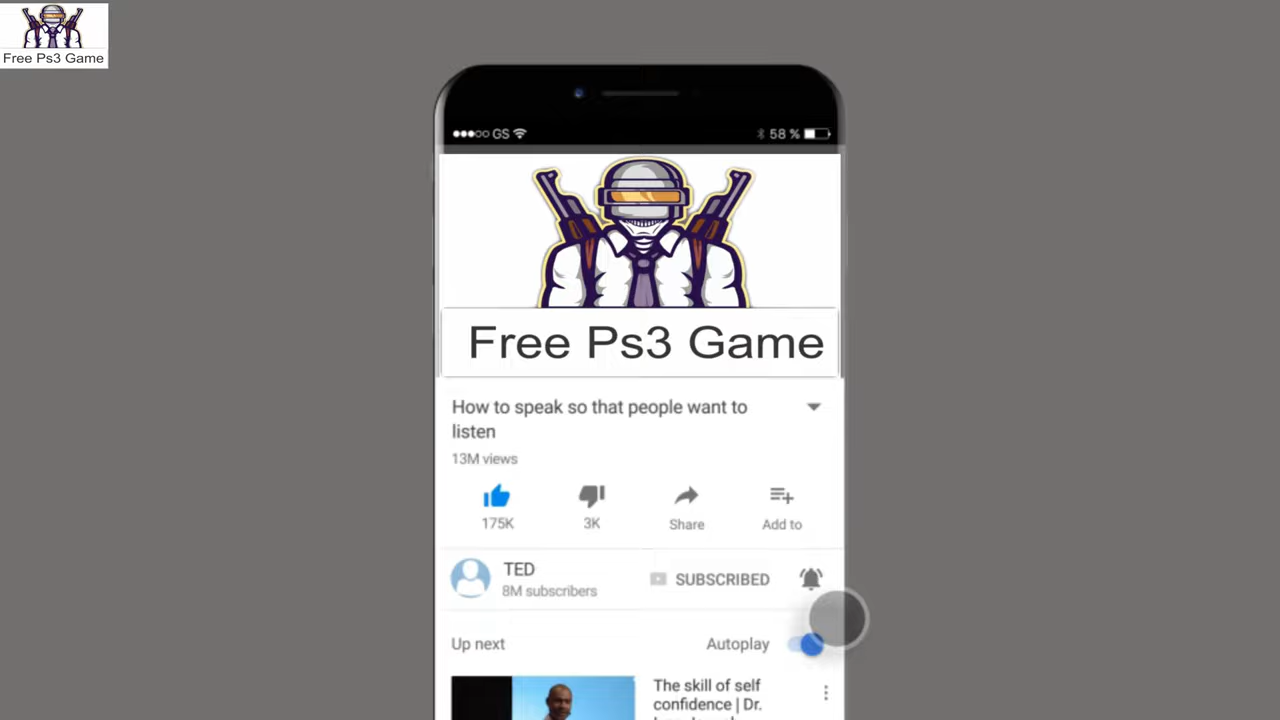 Free Ps3 Game
GS 58 %
Free Ps3 Game
How to speak so that people want to
listen
13M views
175K 3K Share Add to
TED
8M subscribers
SUBSCRIBED
Up next Autoplay
The skill of self
confidence | Dr.